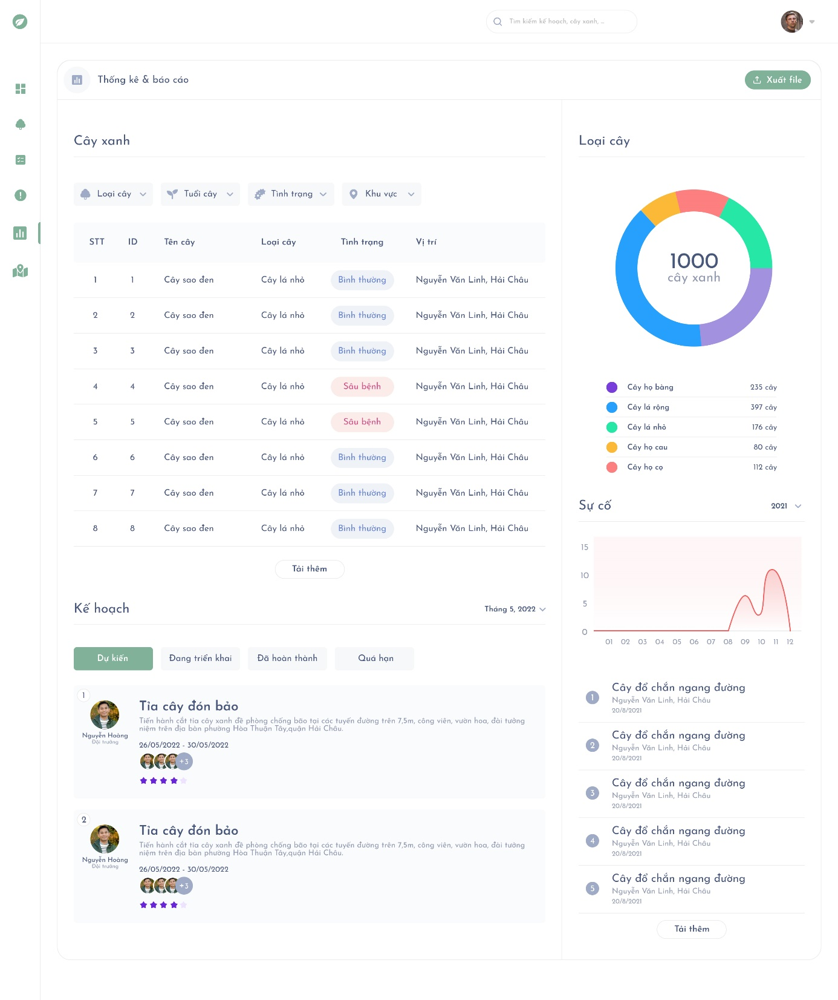 Tìm kiếm kế hoạch, cây xanh, ...
Thống kê & báo cáo
Xuất file
Cây xanh
Loại cây
Tuổi cây
Tình trạng
Khu vực
STT ID Tên cây Loại cây Tình trạng Vị trí
1 1 Cây sao đen Cây lá nhỏ Bình thường Nguyễn Văn Linh, Hải Châu
2 2 Cây sao đen Cây lá nhỏ Bình thường Nguyễn Văn Linh, Hải Châu
3 3 Cây sao đen Cây lá nhỏ Bình thường Nguyễn Văn Linh, Hải Châu
4 4 Cây sao đen Cây lá nhỏ Sâu bệnh Nguyễn Văn Linh, Hải Châu
5 5 Cây sao đen Cây lá nhỏ Sâu bệnh Nguyễn Văn Linh, Hải Châu
6 6 Cây sao đen Cây lá nhỏ Bình thường Nguyễn Văn Linh, Hải Châu
7 7 Cây sao đen Cây lá nhỏ Bình thường Nguyễn Văn Linh, Hải Châu
8 8 Cây sao đen Cây lá nhỏ Bình thường Nguyễn Văn Linh, Hải Châu
Tải thêm
Kế hoạch
Tháng 5, 2022
Dự kiến
Đang triển khai
Đã hoàn thành
Quá hạn
1
Nguyễn Hoàng
Đội trưởng
Tỉa cây đón bảo
Tiến hành cắt tỉa cây xanh đề phòng chống bão tại các tuyến đường trên 7,5m, công viên, vườn hoa, đài tưởng
niệm trên địa bàn phường Hòa Thuận Tây,quận Hải Châu.
26/05/2022 - 30/05/2022
+3
2
Nguyễn Hoàng
Đội trưởng
Tỉa cây đón bảo
Tiến hành cắt tỉa cây xanh đề phòng chống bão tại các tuyến đường trên 7,5m, công viên, vườn hoa, đài tưởng
niệm trên địa bàn phường Hòa Thuận Tây,quận Hải Châu.
26/05/2022 - 30/05/2022
+3
Loại cây
1000
cây xanh
Cây họ bàng 235 cây
Cây lá rộng 397 cây
Cây lá nhỏ 176 cây
Cây họ cau 80 cây
Cây họ cọ 112 cây
Sự cố
2021
15
10
5
0
01 02 03 04 05 06 07 08 09 10 11 12
1
Cây đổ chắn ngang đường
Nguyễn Văn Linh, Hải Châu
20/8/2021
2
Cây đổ chắn ngang đường
Nguyễn Văn Linh, Hải Châu
20/8/2021
3
Cây đổ chắn ngang đường
Nguyễn Văn Linh, Hải Châu
20/8/2021
4
Cây đổ chắn ngang đường
Nguyễn Văn Linh, Hải Châu
20/8/2021
5
Cây đổ chắn ngang đường
Nguyễn Văn Linh, Hải Châu
20/8/2021
Tải thêm